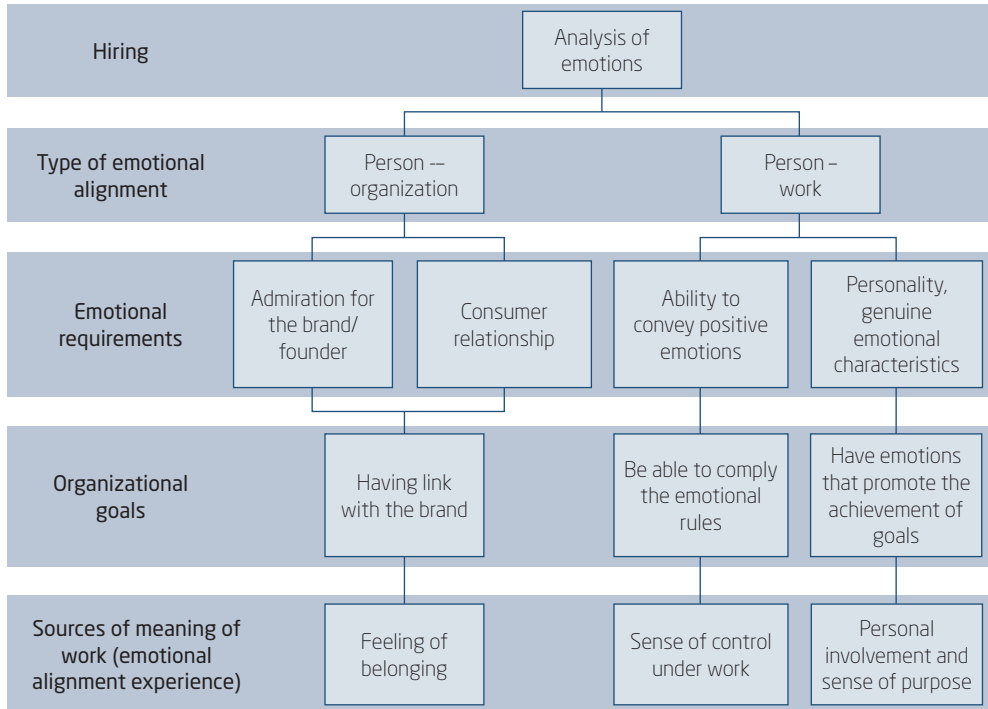 Hiring
Analysis of
emotions
Type of emotional
alignment
Person -–
organization
Person –
work
Emotional
requirements
Admiration for
the brand/
founder
Consumer
relationship
Ability to
convey positive
emotions
Personality,
genuine
emotional
characteristics
Organizational
goals
Having link
with the brand
Be able to comply
the emotional
rules
Have emotions
that promote the
achievement of
goals
Sources of meaning of
work (emotional
alignment experience)
Feeling of
belonging
Sense of control
under work
Personal
involvement and
sense of purpose